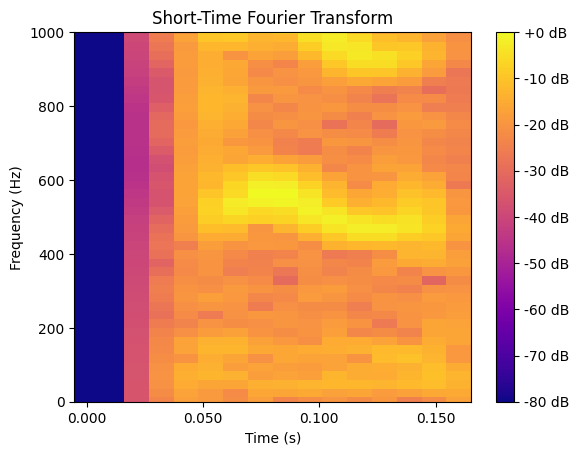 Short-Time Fourier Transform
Frequency (Hz)
1000
800
600
400
200
0
0.000
0.050
0.100
0.150
Time (s)
+0 dB
-10 dB
-20 dB
-30 dB
-40 dB
-50 dB
-60 dB
-70 dB
-80 dB